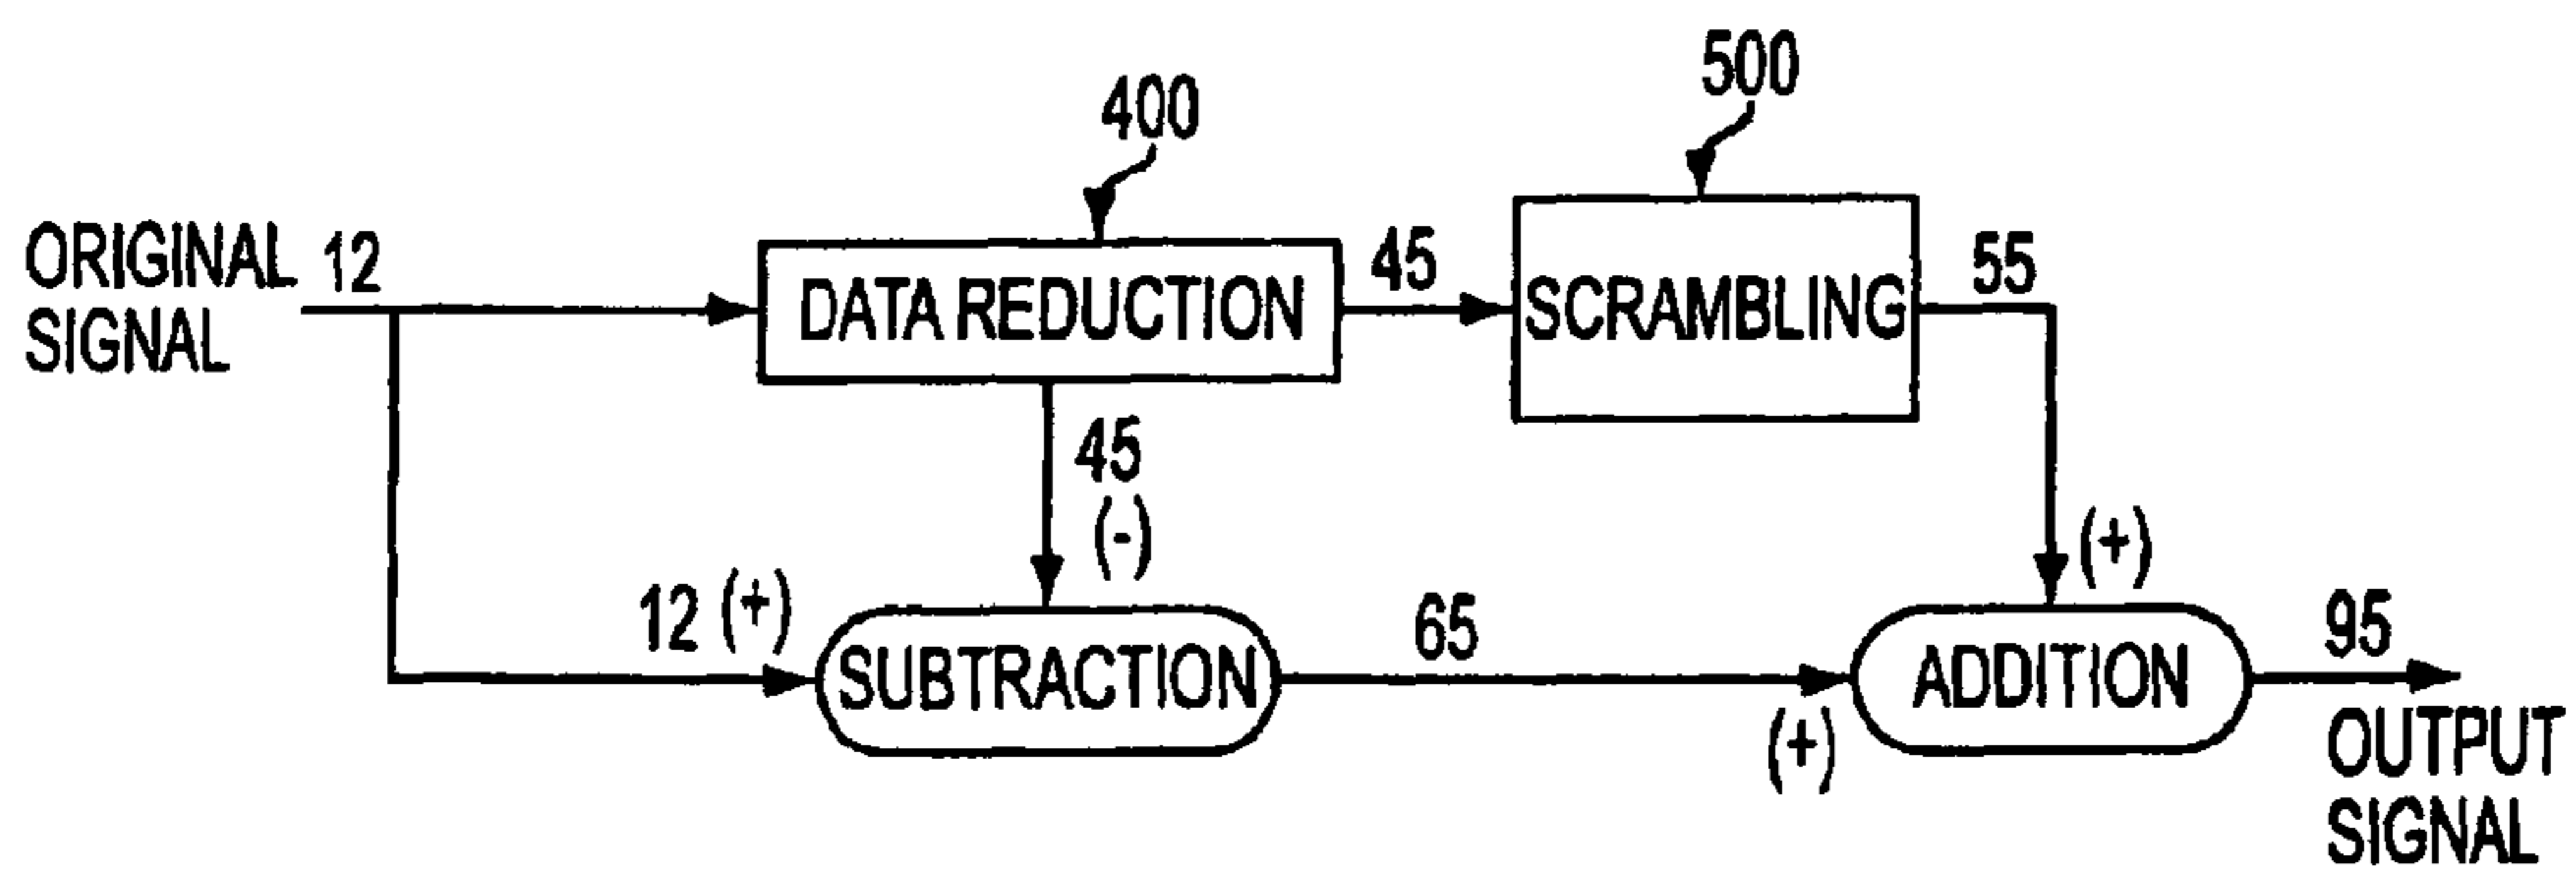 500
400
ORIGINAL
SIGNAL
12
DATA REDUCTION
45
SCRAMBLING
55
45
(-)
(+)
12 (+)
SUBTRACTION
65
(+)
ADDITION
95
OUTPUT
SIGNAL